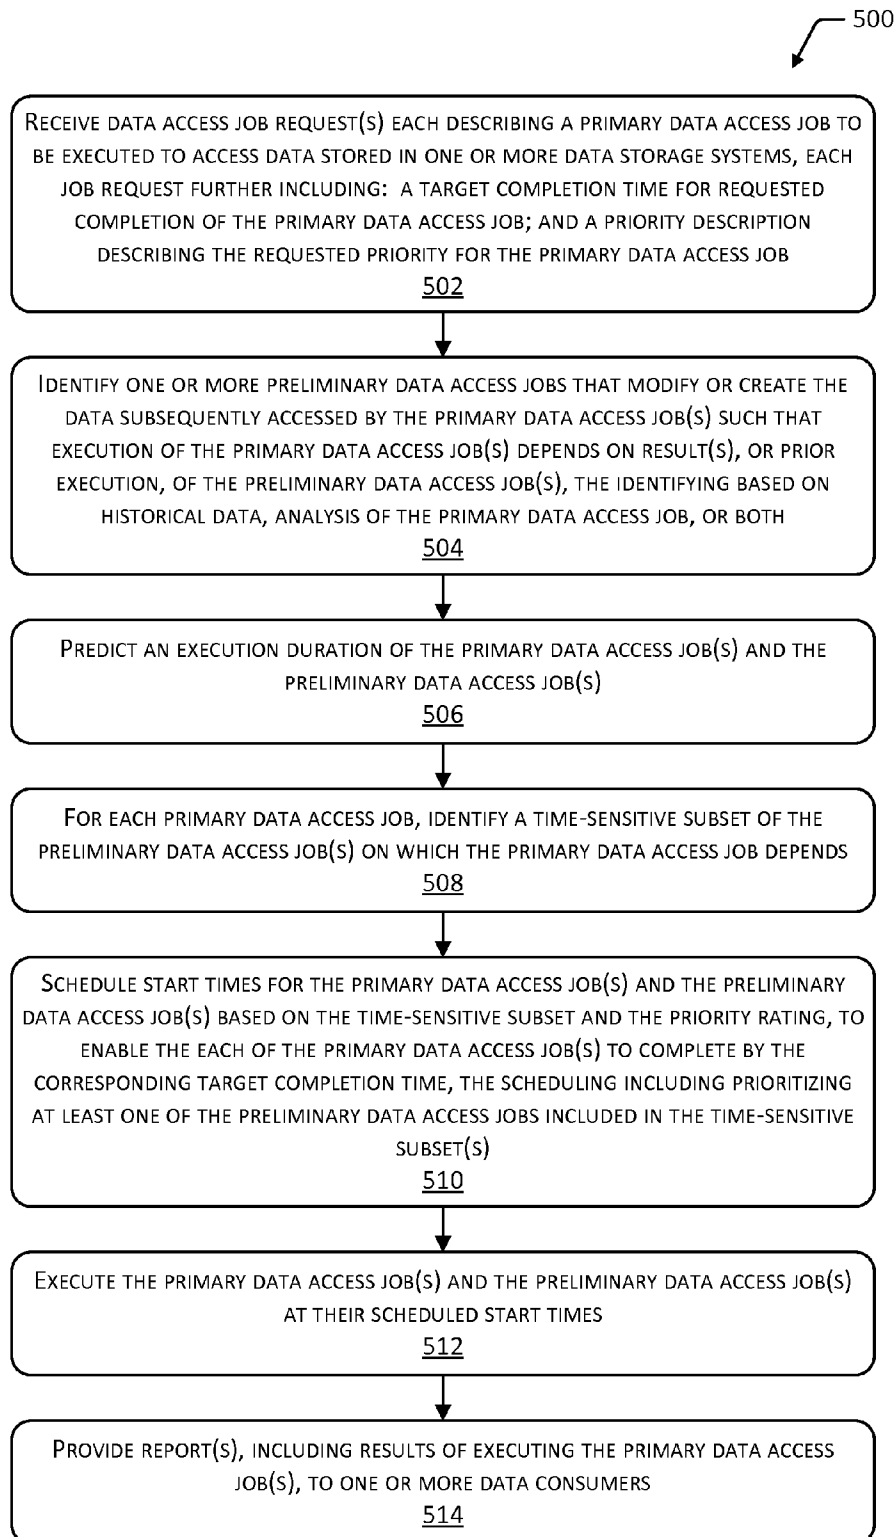 500
RECEIVE DATA ACCESS JOB REQUEST(S) EACH DESCRIBING A PRIMARY DATA ACCESS JOB TO
BE EXECUTED TO ACCESS DATA STORED IN ONE OR MORE DATA STORAGE SYSTEMS, EACH
JOB REQUEST FURTHER INCLUDING: A TARGET COMPLETION TIME FOR REQUESTED
COMPLETION OF THE PRIMARY DATA ACCESS JOB; AND A PRIORITY DESCRIPTION
DESCRIBING THE REQUESTED PRIORITY FOR THE PRIMARY DATA ACCESS JOB
502
IDENTIFY ONE OR MORE PRELIMINARY DATA ACCESS JOBS THAT MODIFY OR CREATE THE
DATA SUBSEQUENTLY ACCESSED BY THE PRIMARY DATA ACCESS JOB(S) SUCH THAT
EXECUTION OF THE PRIMARY DATA ACCESS JOB(S) DEPENDS ON RESULT(S), OR PRIOR
EXECUTION, OF THE PRELIMINARY DATA ACCESS JOB(S), THE IDENTIFYING BASED ON
HISTORICAL DATA, ANALYSIS OF THE PRIMARY DATA ACCESS JOB, OR BOTH
504
PREDICT AN EXECUTION DURATION OF THE PRIMARY DATA ACCESS JOB(S) AND THE
PRELIMINARY DATA ACCESS JOB(S)
506
FOR EACH PRIMARY DATA ACCESS JOB, IDENTIFY A TIME-SENSITIVE SUBSET OF THE
PRELIMINARY DATA ACCESS JOB(S) ON WHICH THE PRIMARY DATA ACCESS JOB DEPENDS
508
SCHEDULE START TIMES FOR THE PRIMARY DATA ACCESS JOB(S) AND THE PRELIMINARY
DATA ACCESS JOB(S) BASED ON THE TIME-SENSITIVE SUBSET AND THE PRIORITY RATING, TO
ENABLE THE EACH OF THE PRIMARY DATA ACCESS JOB(S) TO COMPLETE BY THE
CORRESPONDING TARGET COMPLETION TIME, THE SCHEDULING INCLUDING PRIORITIZING
AT LEAST ONE OF THE PRELIMINARY DATA ACCESS JOBS INCLUDED IN THE TIME-SENSITIVE
SUBSET(S)
510
EXECUTE THE PRIMARY DATA ACCESS JOB(S) AND THE PRELIMINARY DATA ACCESS JOB(S)
AT THEIR SCHEDULED START TIMES
512
PROVIDE REPORT(S), INCLUDING RESULTS OF EXECUTING THE PRIMARY DATA ACCESS
JOB(S), TO ONE OR MORE DATA CONSUMERS
514